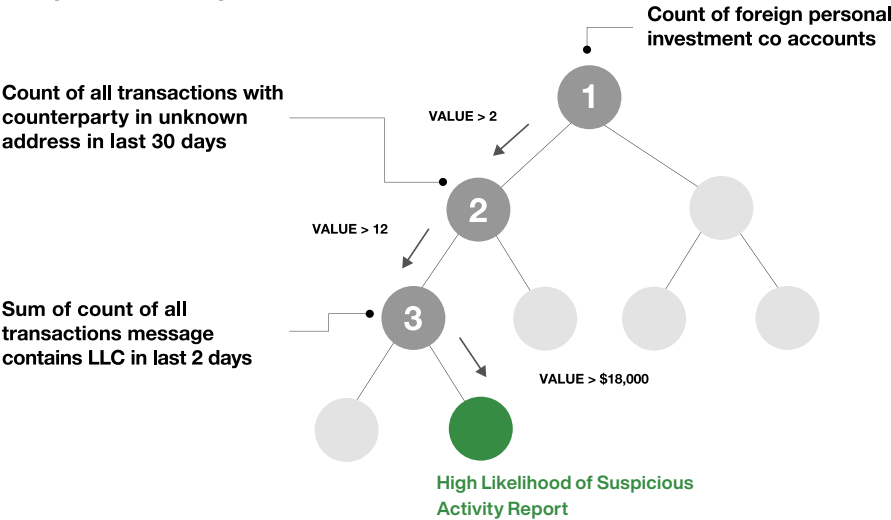 Count of foreign personal
investment co accounts
1
Count of all transactions with
counterparty in unknown
address in last 30 days
VALUE > 2
2
VALUE > 12
Sum of count of all
transactions message
contains LLC in last 2 days
3
VALUE > $18,000
High Likelihood of Suspicious
Activity Report